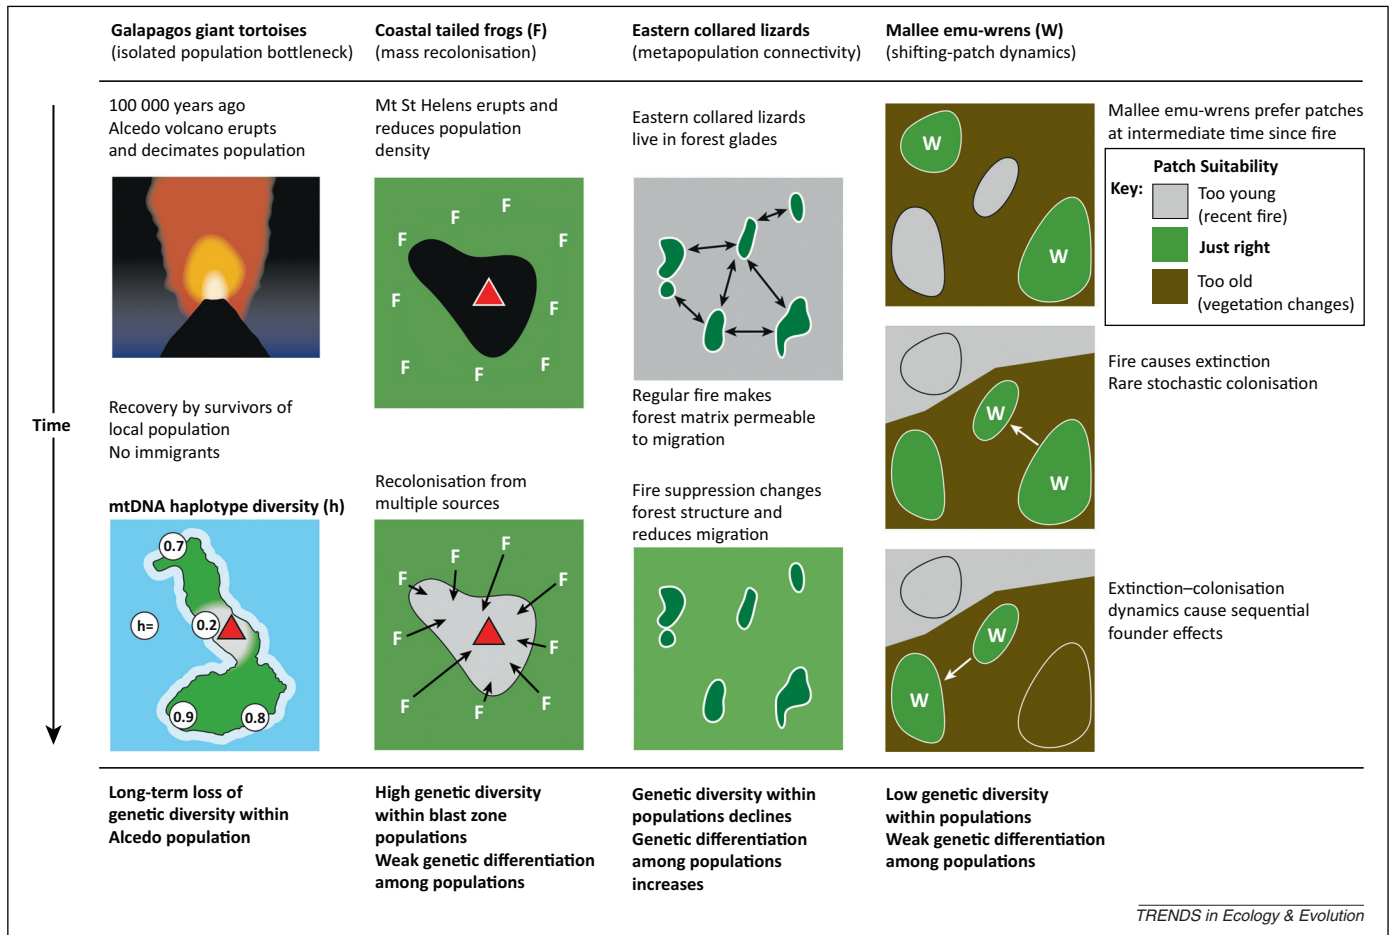 Galapagos giant tortoises
(isolated population bottleneck)
Coastal tailed frogs (F)
(mass recolonisation)
Eastern collared lizards
(metapopulation connectivity)
Mallee emu-wrens (W)
(shifting-patch dynamics)
Time
100 000 years ago
Alcedo volcano erupts
and decimates population
Recovery by survivors of
local population
No immigrants
mtDNA haplotype diversity (h)
0.7
h=
0.2
0.9
0.8
Long-term loss of
genetic diversity within
Alcedo population
Mt St Helens erupts and
reduces population
density
F
F
F
F
F
F
F
F
F
F
Recolonisation from
multiple sources
F
F
F
F
F
F
F
F
F
High genetic diversity
within blast zone
populations
Weak genetic differentiation
among populations
Eastern collared lizards
live in forest glades
Regular fire makes
forest matrix permeable
to migration
Fire suppression changes
forest structure and
reduces migration
Genetic diversity within
populations declines
Genetic differentiation
among populations
increases
W
W
Mallee emu-wrens prefer patches
at intermediate time since fire
Patch Suitability
Key:
Too young
(recent fire)
Just right
Too old
(vegetation changes)
W
W
Fire causes extinction
Rare stochastic colonisation
W
W
Extinction–colonisation
dynamics cause sequential
founder effects
Low genetic diversity
within populations
Weak genetic differentiation
among populations
TRENDS in Ecology & Evolution